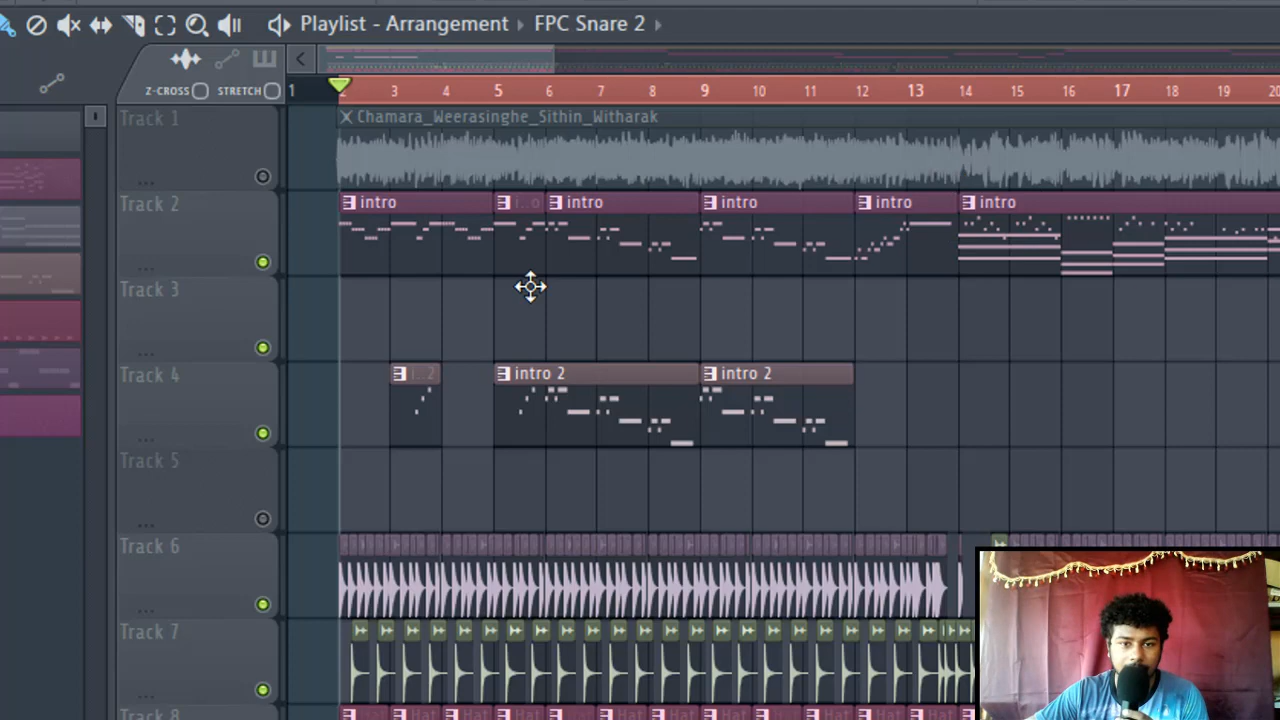 Playlist - Arrangement FPC Snare 2
Z-CROSS STRETCH
1 2 3 4 5 6 7 8 9 10 11 12 13 14 15 16 17 18 19 20
Track 1
Chamara_Weerasinghe_Sithin_Witharak
Track 2
intro intro intro intro intro
Track 3
Track 4
intro 2 intro 2
Track 5
Track 6
Track 7
Track 8